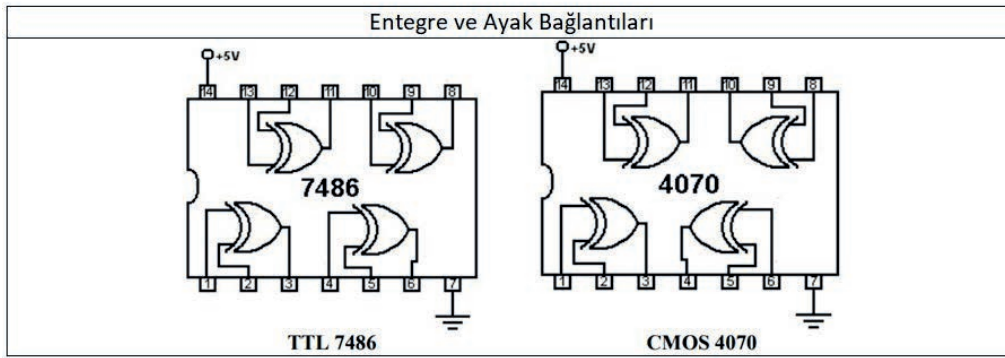 Entegre ve Ayak Bağlantıları
+5V +5V
14 13 12 11 10 9 8 14 13 12 11 10 9 8
7486 4070
1 2 3 4 5 6 7 1 2 3 4 5 6 7
TTL 7486 CMOS 4070